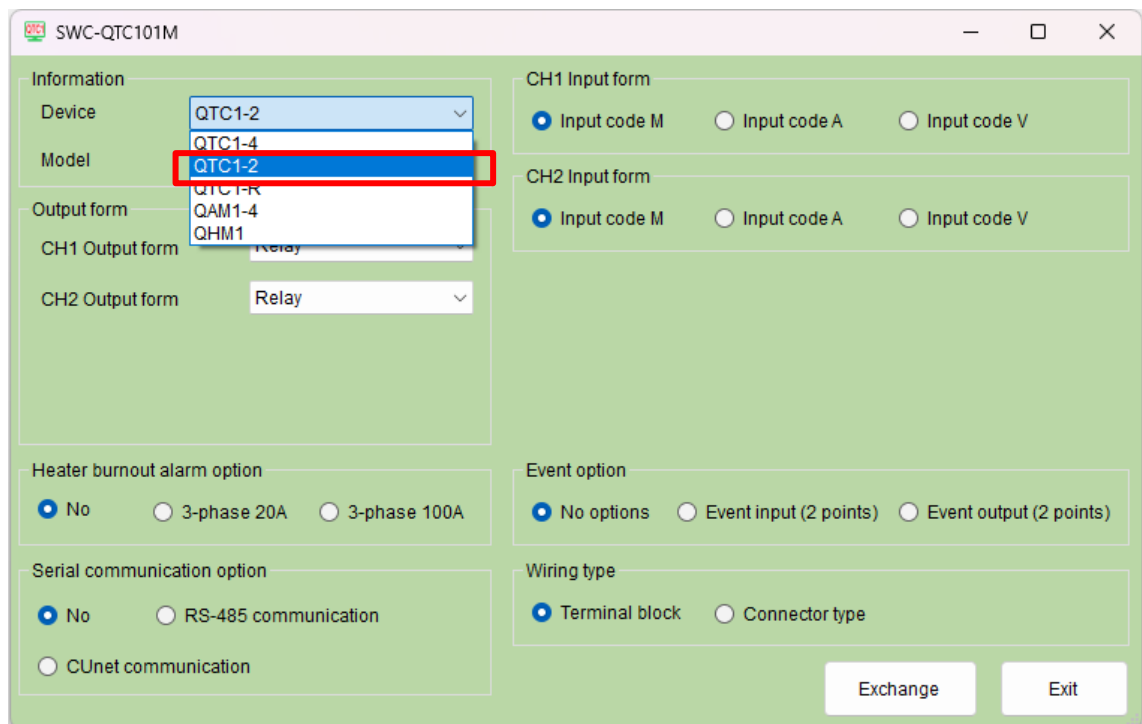 SWC-QTC101M
Information
Device
QTC1-2
QTC1-4
QTC1-2
QTC1-R
QAM1-4
QHM1
Model
Output form
CH1 Output form
Relay
CH2 Output form
Relay
CH1 Input form
Input code M
Input code A
Input code V
CH2 Input form
Input code M
Input code A
Input code V
Heater burnout alarm option
No
3-phase 20A
3-phase 100A
Event option
No options
Event input (2 points)
Event output (2 points)
Serial communication option
No
RS-485 communication
CUnet communication
Wiring type
Terminal block
Connector type
Exchange
Exit